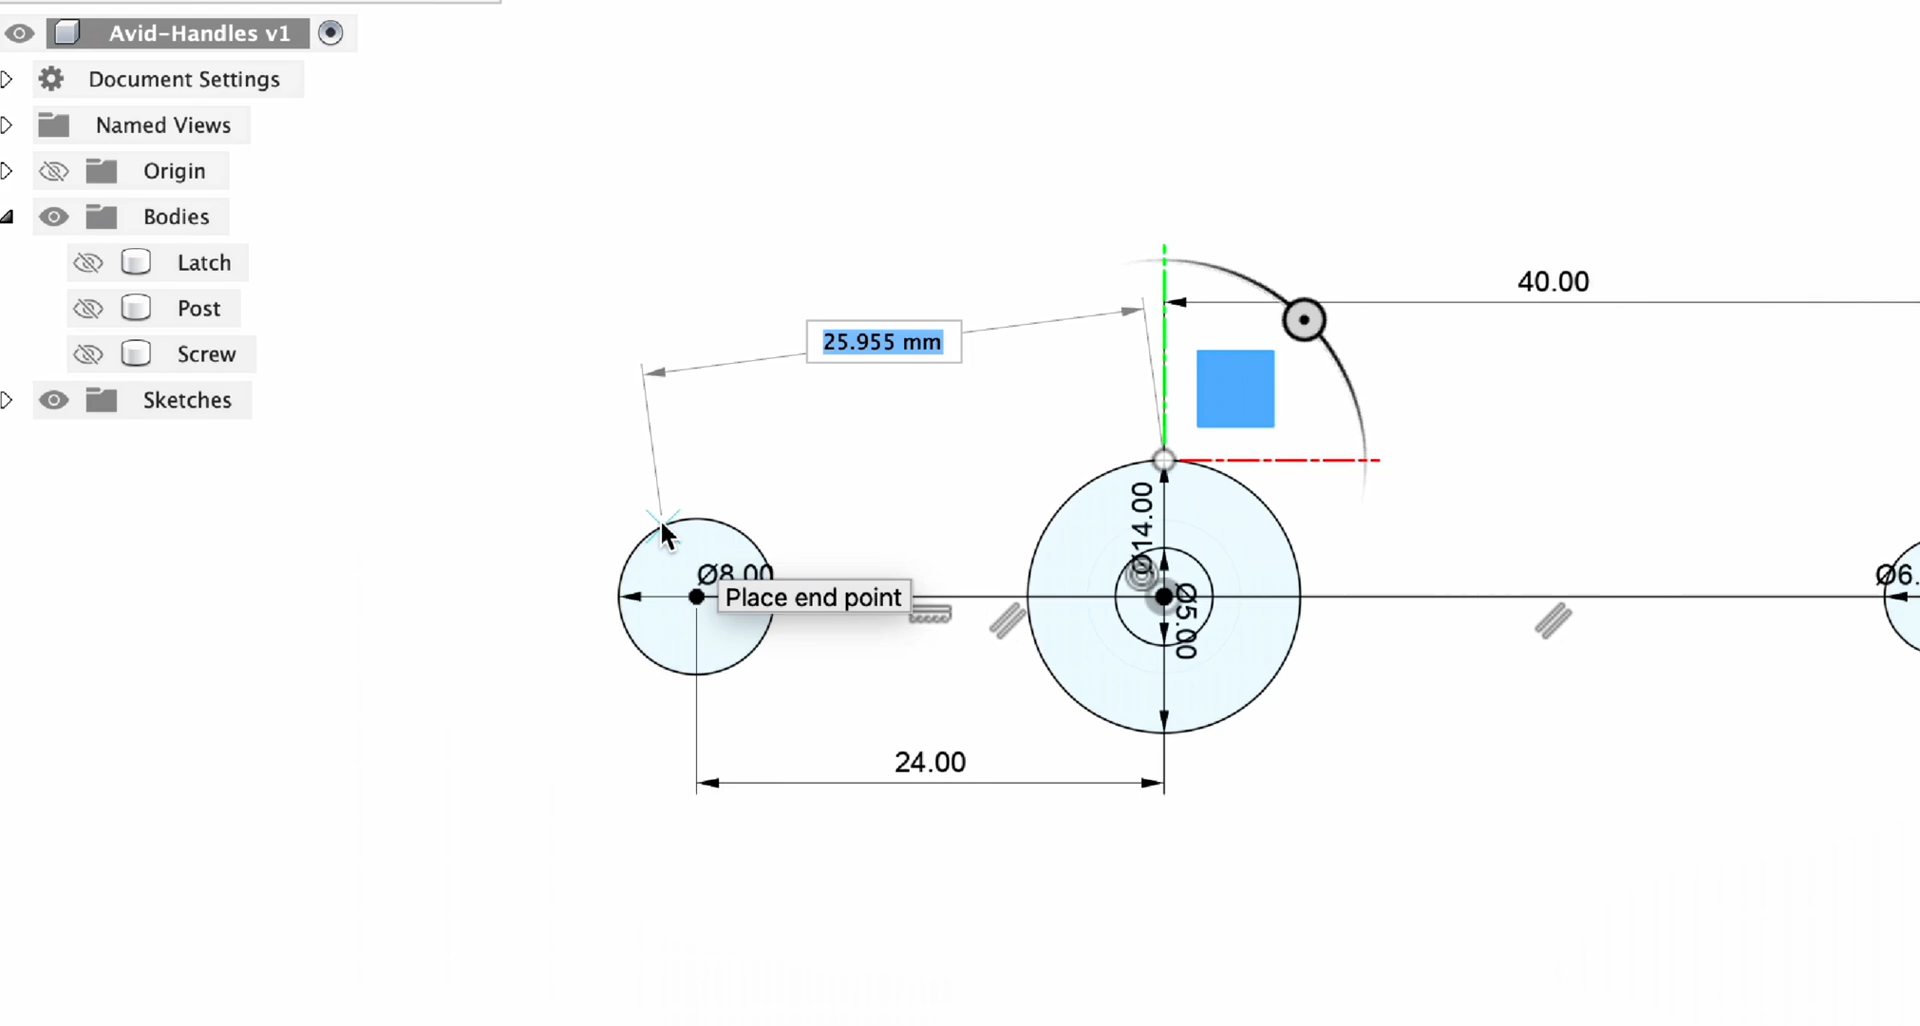 Avid-Handles v1
Document Settings
Named Views
Origin
Bodies
Latch
Post
Screw
Sketches
40.00
25.955 mm
Ø14.00
Ø8.00
Place end point
Ø5.00
Ø6.
24.00